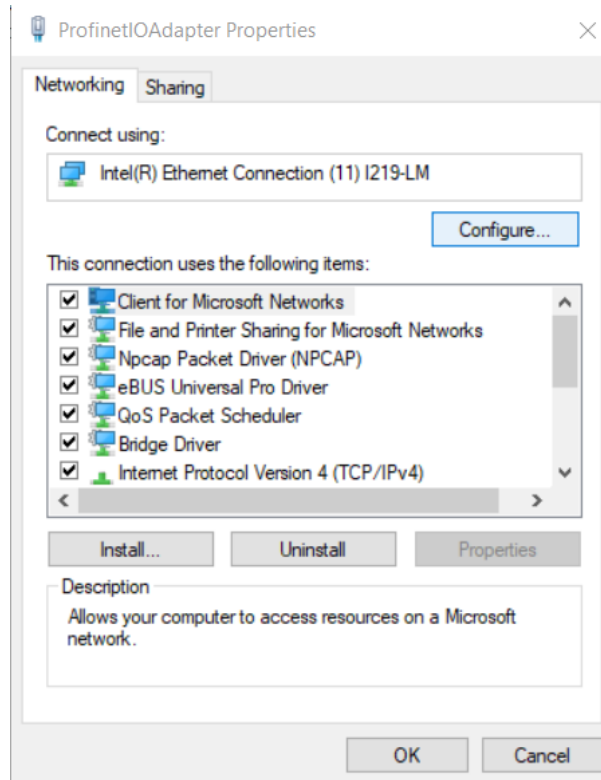 ProfinetIOAdapter Properties
Networking
Sharing
Connect using:
Intel(R) Ethernet Connection (11) I219-LM
Configure...
This connection uses the following items:
Client for Microsoft Networks
File and Printer Sharing for Microsoft Networks
Npcap Packet Driver (NPCAP)
eBUS Universal Pro Driver
QoS Packet Scheduler
Bridge Driver
Internet Protocol Version 4 (TCP/IPv4)
Install...
Uninstall
Properties
Description
Allows your computer to access resources on a Microsoft
network.
OK
Cancel